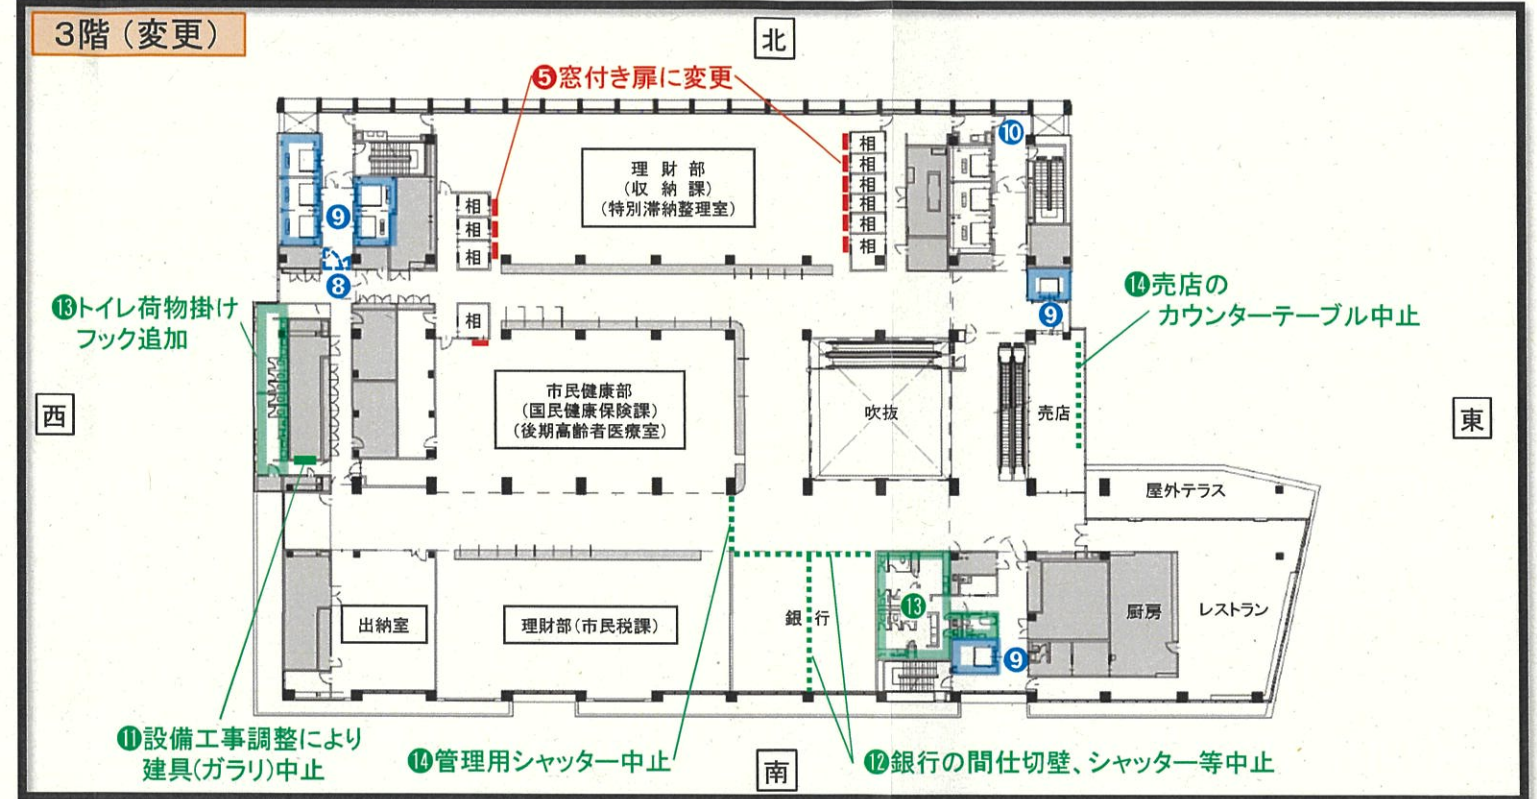 3階（変更）
北
❺窓付き扉に変更
❿
相
相
相
相
相
相
理財部
（収納課）
（特別滞納整理室）
❾
相
相
相
❽
⓮売店の
カウンターテーブル中止
❾
⓭トイレ荷物掛け
フック追加
相
市民健康部
（国民健康保険課）
（後期高齢者医療室）
吹抜
売店
西
東
屋外テラス
出納室
理財部（市民税課）
銀行
⓭
厨房
レストラン
❾
⓫設備工事調整により
建具(ガラリ)中止
⓮管理用シャッター中止
南
⓬銀行の間仕切壁、シャッター等中止